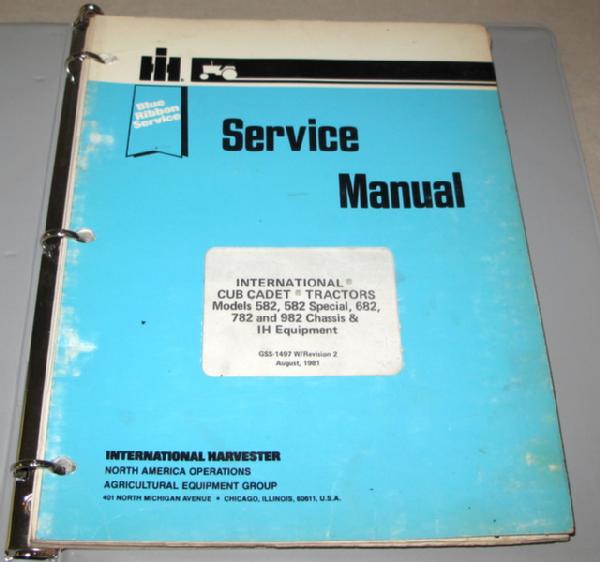 IH®
Blue
Ribbon
Service
Service
Manual
INTERNATIONAL®
CUB CADET® TRACTORS
Models 582, 582 Special, 682,
782 and 982 Chassis &
IH Equipment
GSS-1497 W/Revision 2
August, 1981
INTERNATIONAL HARVESTER
NORTH AMERICA OPERATIONS
AGRICULTURAL EQUIPMENT GROUP
401 NORTH MICHIGAN AVENUE • CHICAGO, ILLINOIS, 60611, U.S.A.